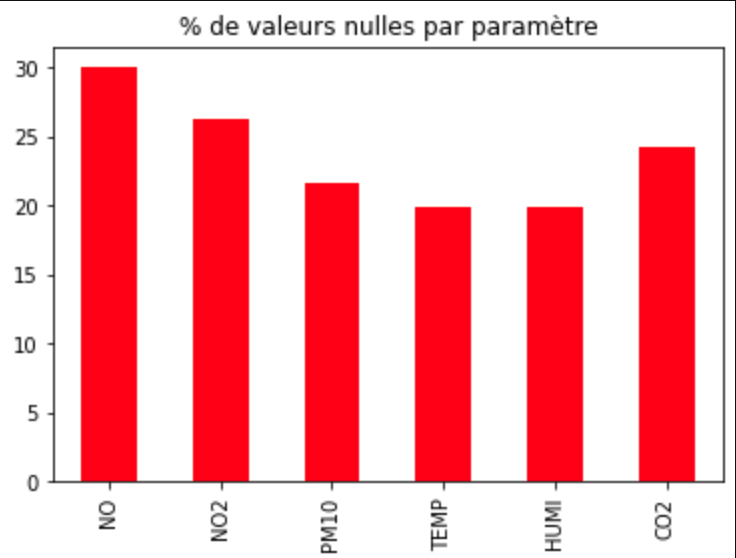 % de valeurs nulles par paramètre
30
25
20
15
10
5
0
NO
NO2
PM10
TEMP
HUMI
CO2